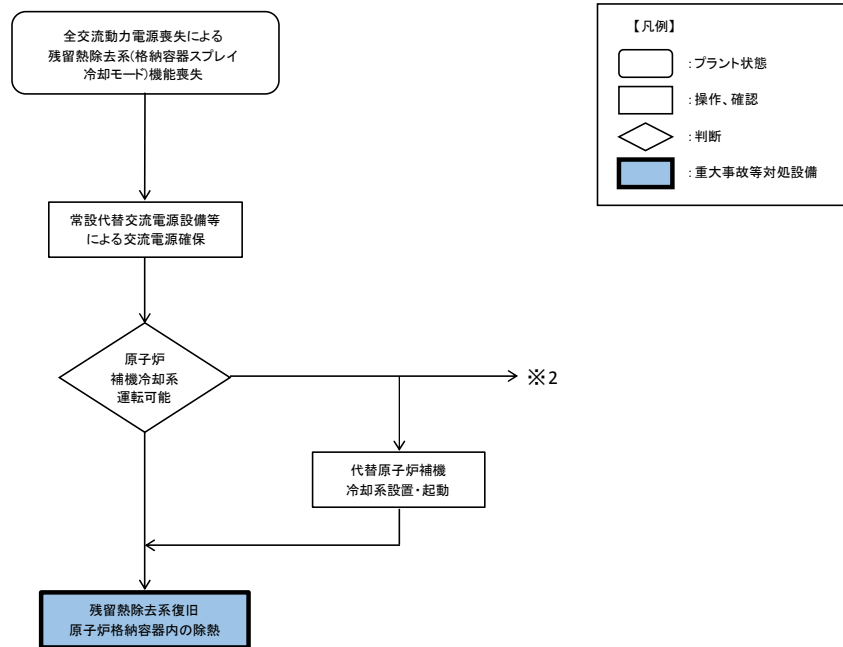 全交流動力電源喪失による
残留熱除去系(格納容器スプレイ
冷却モード)機能喪失
常設代替交流電源設備等
による交流電源確保
原子炉
補機冷却系
運転可能
※2
代替原子炉補機
冷却系設置・起動
残留熱除去系復旧
原子炉格納容器内の除熱
【凡例】
:プラント状態
:操作、確認
:判断
:重大事故等対処設備